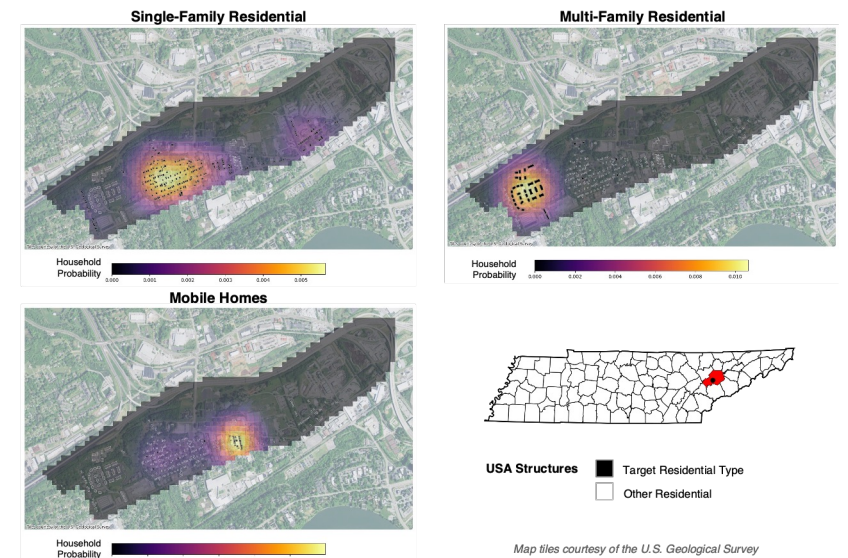 Single-Family Residential
Multi-Family Residential
Household
Probability
0.000
0.001
0.002
0.003
0.004
0.005
Household
Probability
0.000
0.002
0.004
0.006
0.008
0.010
Mobile Homes
USA Structures
Target Residential Type
Other Residential
Household
Probability
Map tiles courtesy of the U.S. Geological Survey